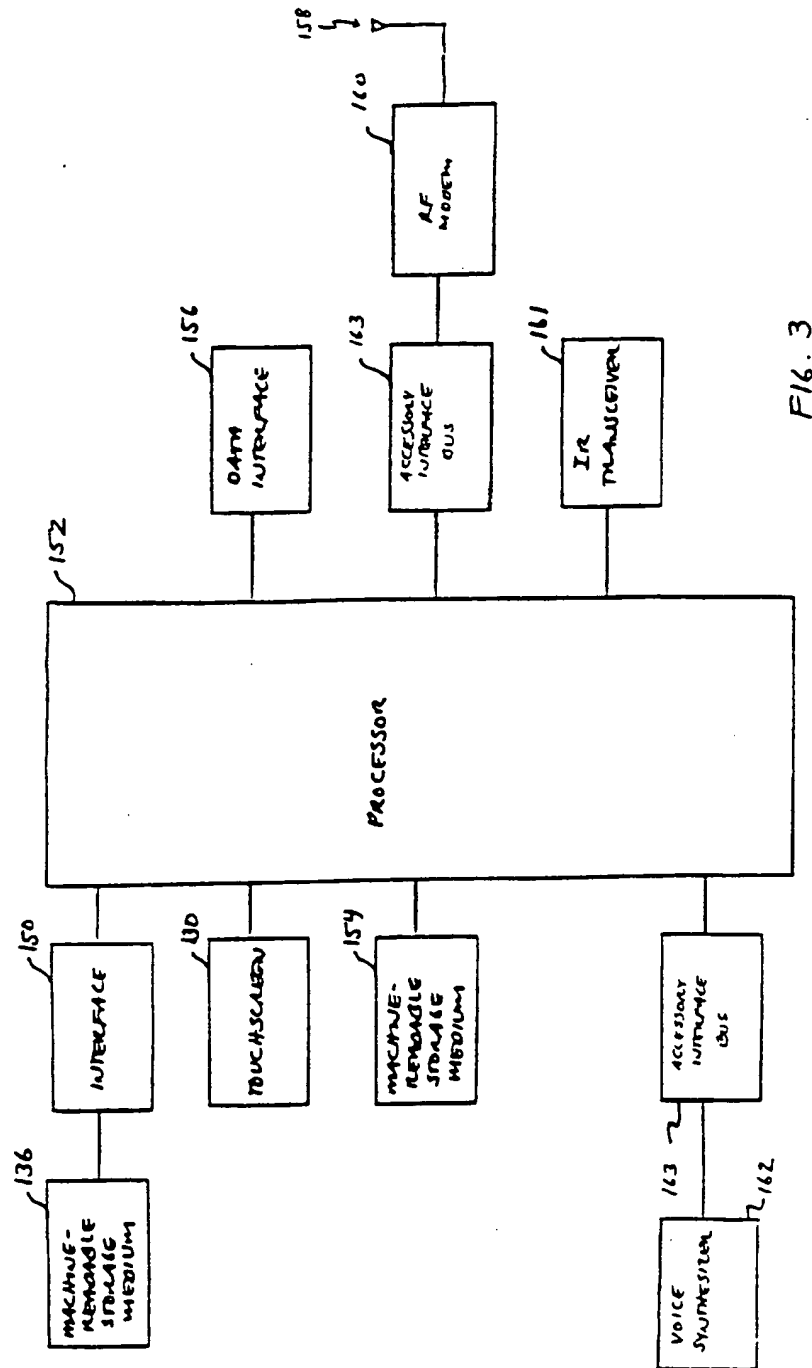 136
MACHINE-
READABLE
STORAGE
MEDIUM
150
INTERFACE
130
TOUCHSCREEN
154
MACHINE-
READABLE
STORAGE
MEDIUM
VOICE
SYNTHESIZER
162
163
ACCESSORY
INTERFACE
BUS
152
PROCESSOR
156
DATA
INTERFACE
163
ACCESSORY
INTERFACE
BUS
160
RF
MODEM
158
161
IR
TRANSCEIVER
FIG. 3